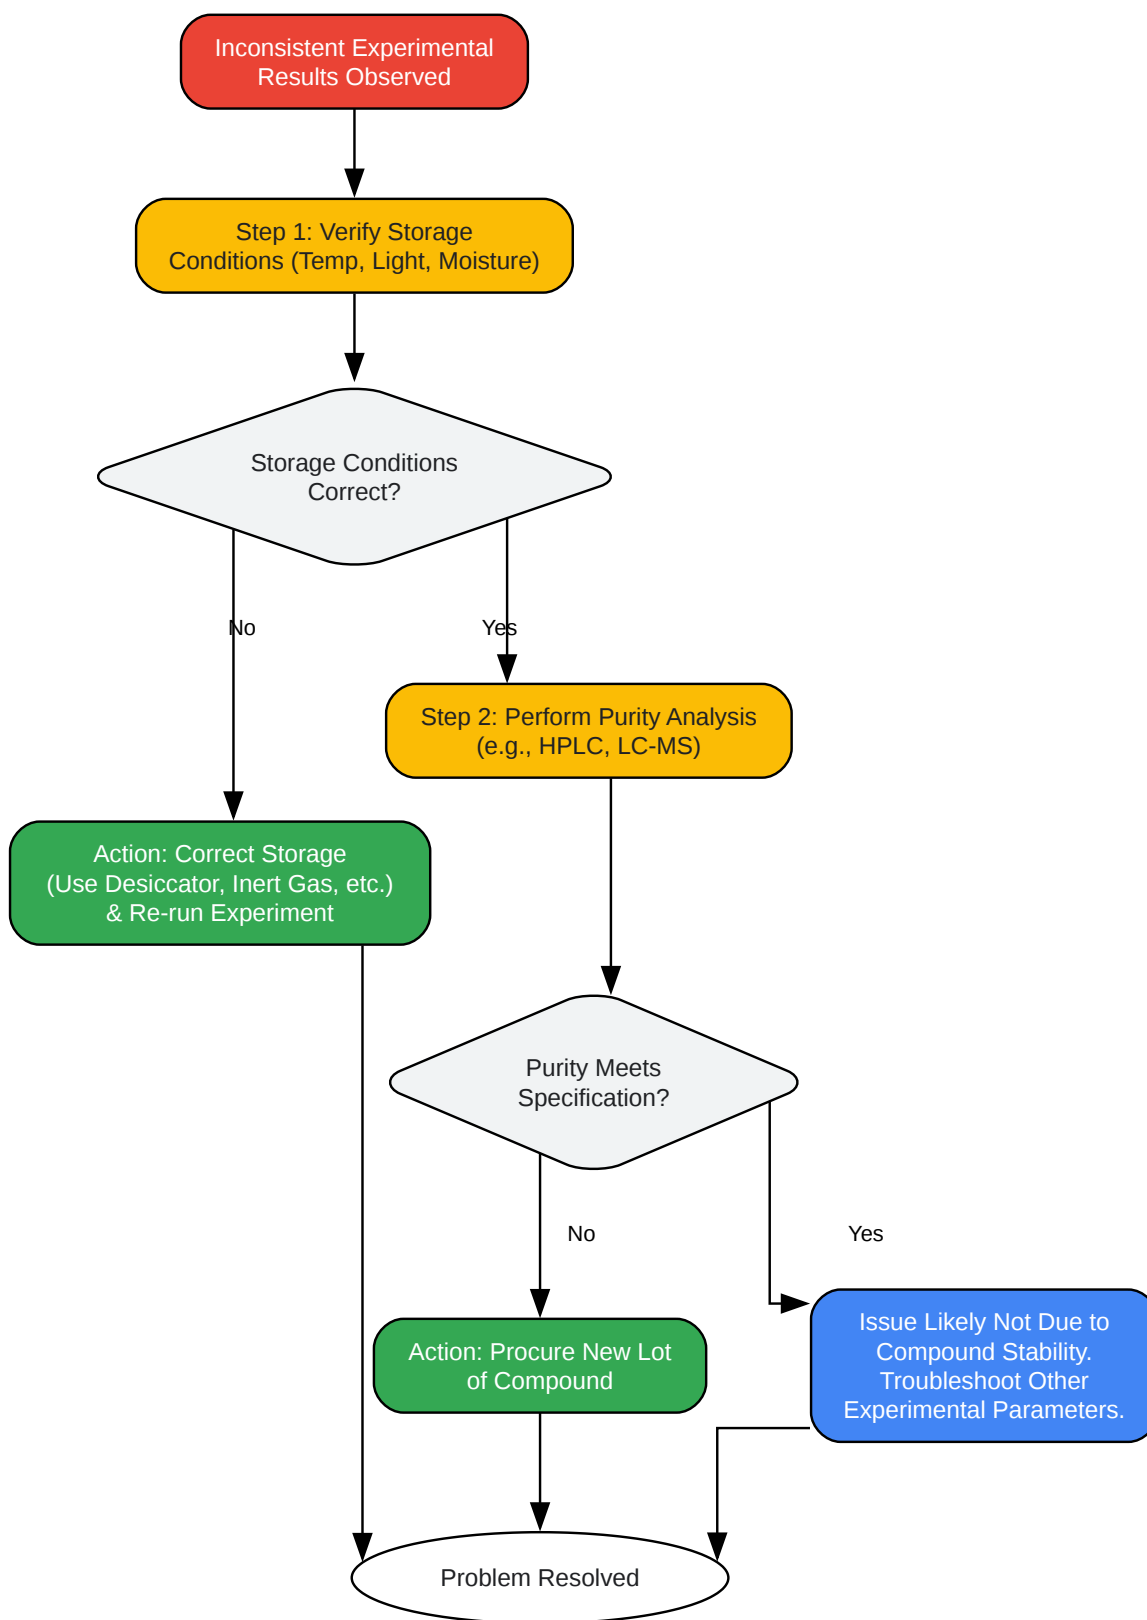 Inconsistent Experimental
Results Observed
Step 1: Verify Storage
Conditions (Temp, Light, Moisture)
Storage Conditions
Correct?
No
Yes
Step 2: Perform Purity Analysis
(e.g., HPLC, LC-MS)
Action: Correct Storage
(Use Desiccator, Inert Gas, etc.)
& Re-run Experiment
Purity Meets
Specification?
No
Yes
Issue Likely Not Due to
Compound Stability.
Troubleshoot Other
Experimental Parameters.
Action: Procure New Lot
of Compound
Problem Resolved